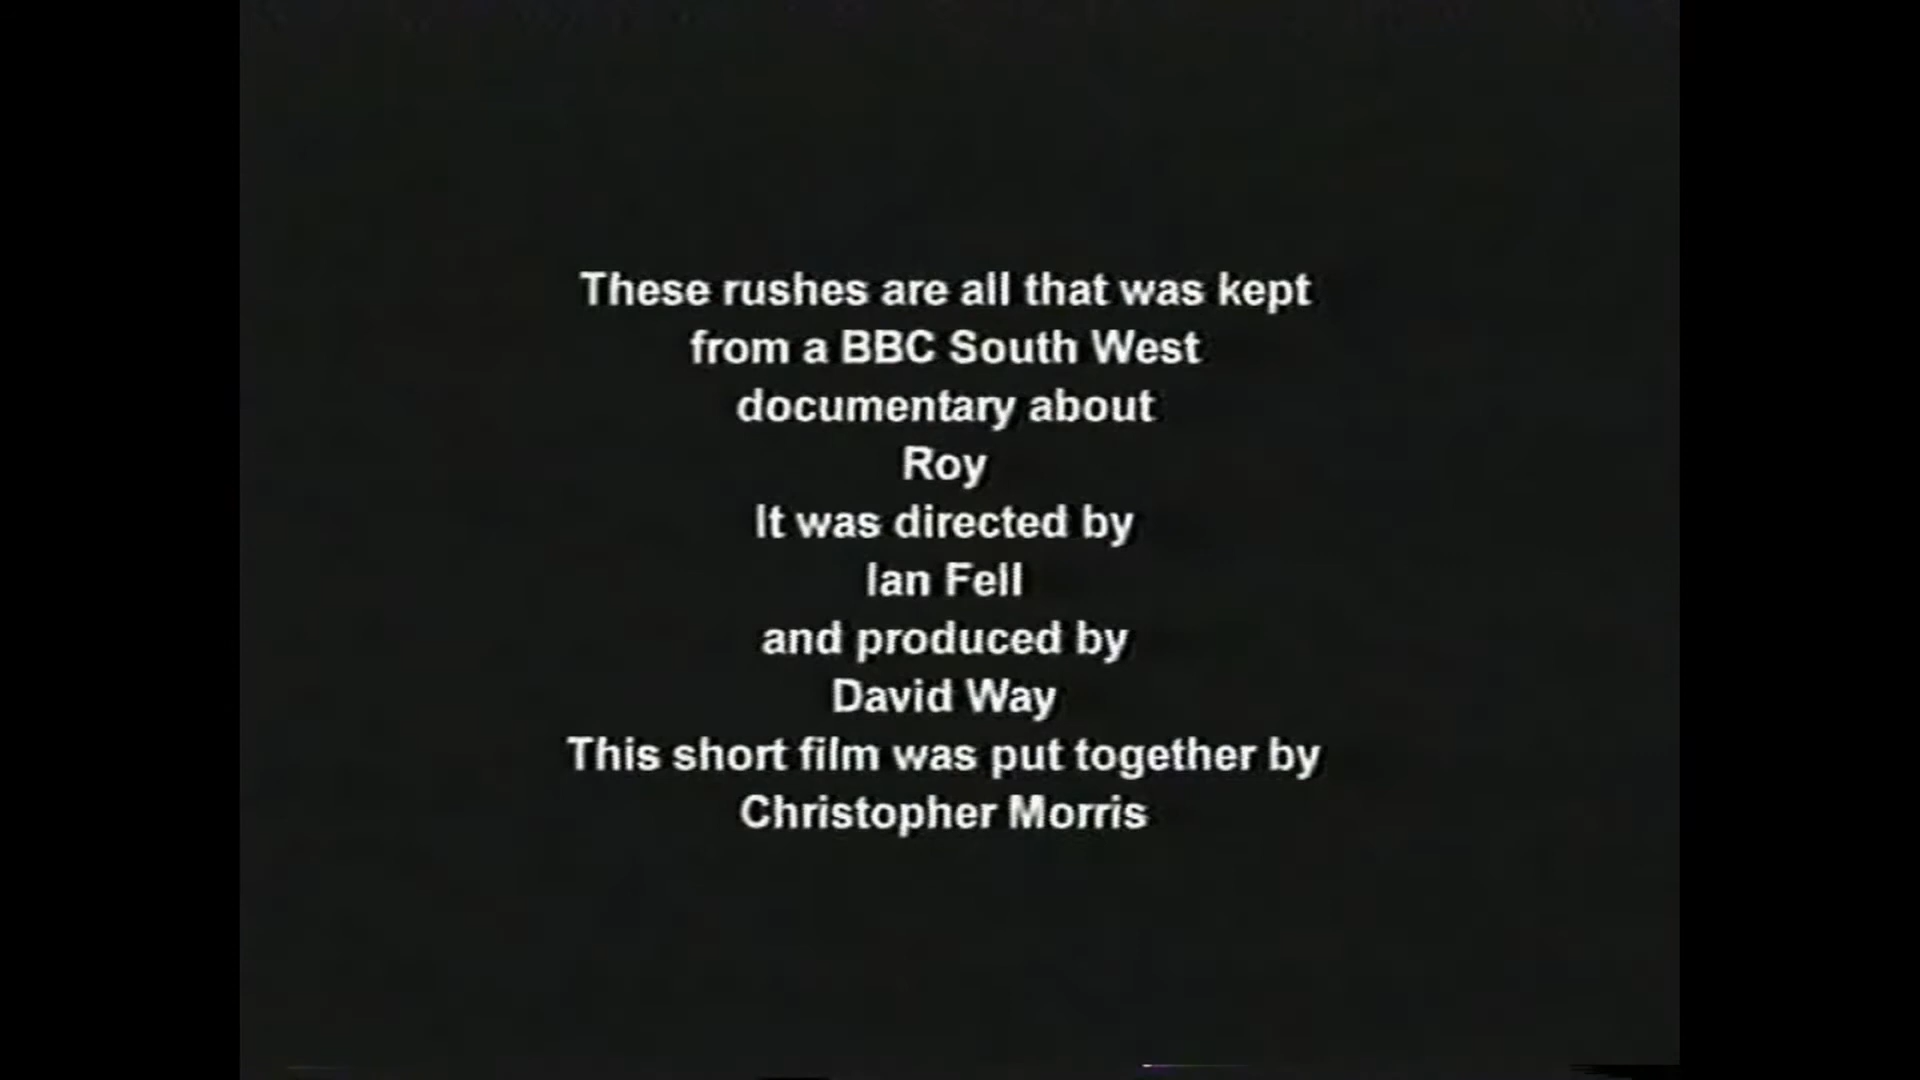 These rushes are all that was kept
from a BBC South West
documentary about
Roy
It was directed by
Ian Fell
and produced by
David Way
This short film was put together by
Christopher Morris